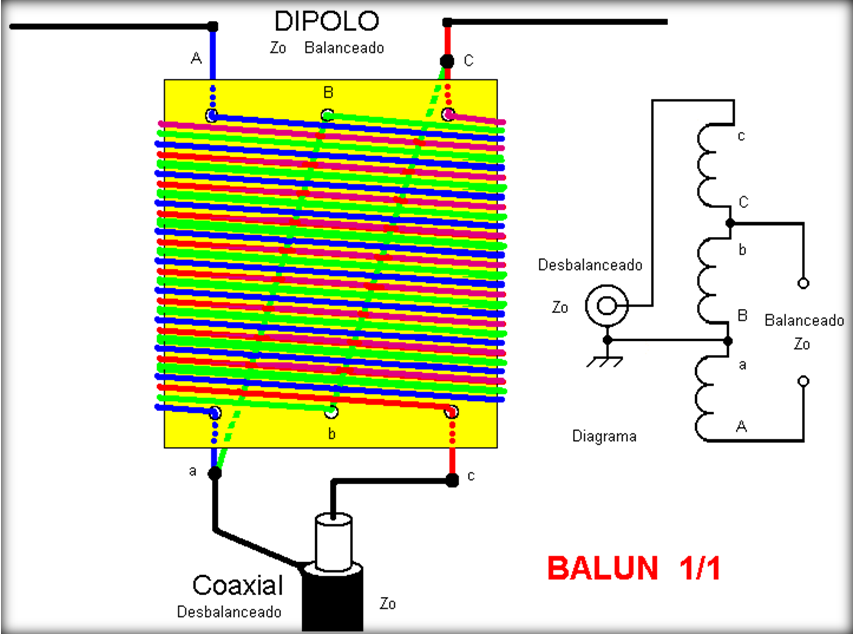 DIPOLO
Zo Balanceado
A
C
B
c
C
b
Desbalanceado
Zo
B
Balanceado
Zo
a
A
Diagrama
b
a
c
BALUN 1/1
Coaxial
Desbalanceado
Zo